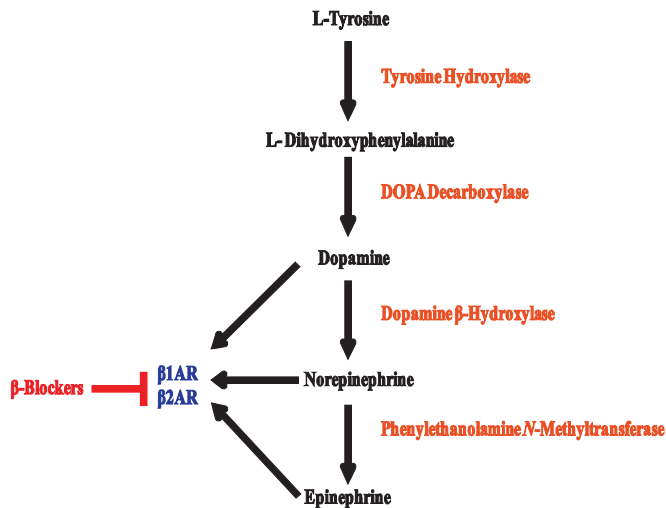 L-Tyrosine
Tyrosine Hydroxylase
L- Dihydroxyphenylalanine
DOPA Decarboxylase
Dopamine
Dopamine β-Hydroxylase
β-Blockers
β1AR
β2AR
Norepinephrine
Phenylethanolamine N-Methyltransferase
Epinephrine